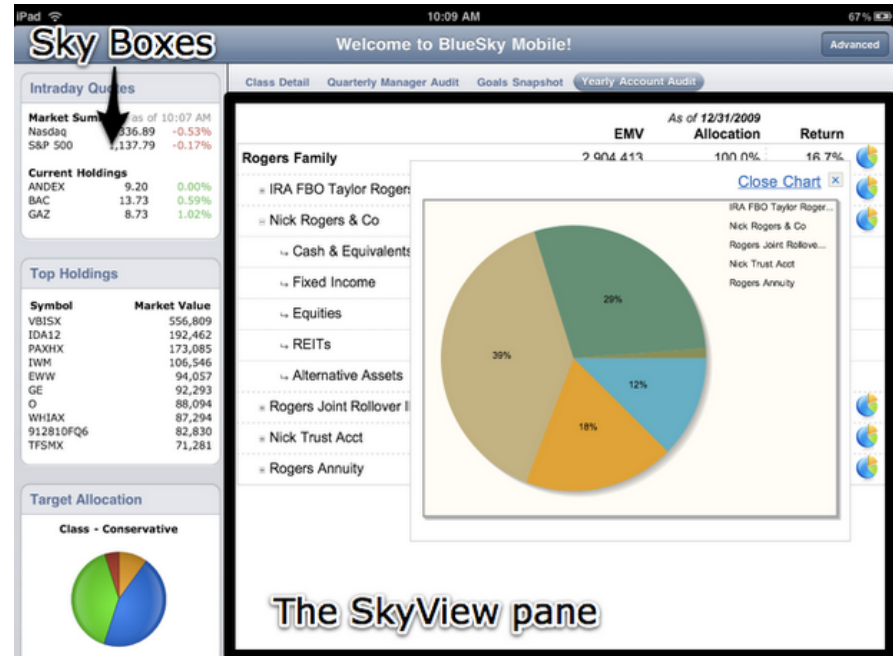 iPad
10:09 AM
67%
Sky Boxes
Welcome to BlueSky Mobile!
Advanced
Intraday Quotes
Market Sum as of 10:07 AM
Nasdaq 336.89 -0.53%
S&P 500 1,137.79 -0.17%
Current Holdings
ANDEX 9.20 0.00%
BAC 13.73 0.59%
GAZ 8.73 1.02%
Top Holdings
Symbol Market Value
VBISX 556,809
IDA12 192,462
PAXHX 173,085
IWM 106,546
EWW 94,057
GE 92,293
O 88,094
WHIAX 87,294
912810FQ6 82,830
TFSMX 71,281
Target Allocation
Class - Conservative
Class Detail Quarterly Manager Audit Goals Snapshot Yearly Account Audit
As of 12/31/2009
EMV Allocation Return
Rogers Family 2,904,413 100.0% 16.7%
IRA FBO Taylor Rogers
Nick Rogers & Co
Cash & Equivalents
Fixed Income
Equities
REITs
Alternative Assets
Rogers Joint Rollover I
Nick Trust Acct
Rogers Annuity
Close Chart
IRA FBO Taylor Roger...
Nick Rogers & Co
Rogers Joint Rollove...
Nick Trust Acct
Rogers Annuity
29%
39%
12%
18%
The SkyView pane